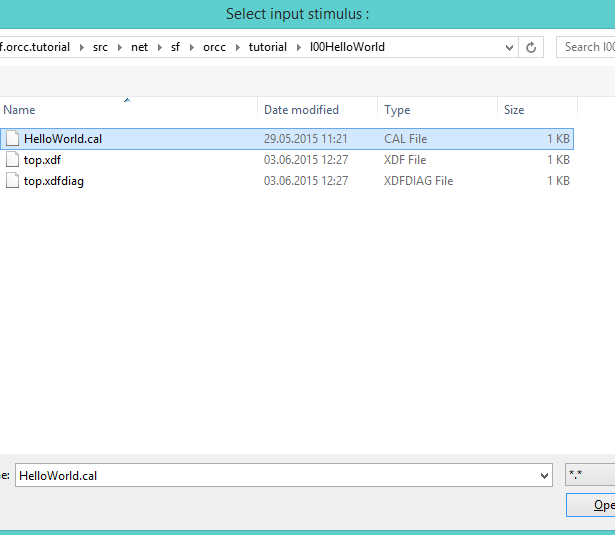 Select input stimulus :
f.orcc.tutorial src net sf orcc tutorial l00HelloWorld Search l0
Name Date modified Type Size
HelloWorld.cal 29.05.2015 11:21 CAL File 1 KB
top.xdf 03.06.2015 12:27 XDF File 1 KB
top.xdfdiag 03.06.2015 12:27 XDFDIAG File 1 KB
e: HelloWorld.cal *.*
Ope